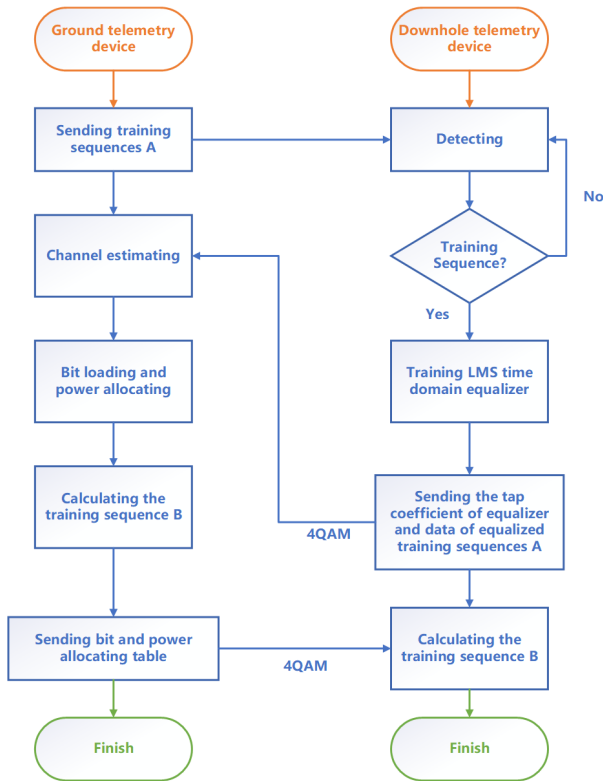 Ground telemetry
device
Downhole telemetry
device
Sending training
sequences A
Detecting
No
Channel estimating
Training
Sequence?
Yes
Bit loading and
power allocating
Training LMS time
domain equalizer
Calculating the
training sequence B
Sending the tap
coefficient of equalizer
and data of equalized
training sequences A
4QAM
Sending bit and power
allocating table
4QAM
Calculating the
training sequence B
Finish
Finish